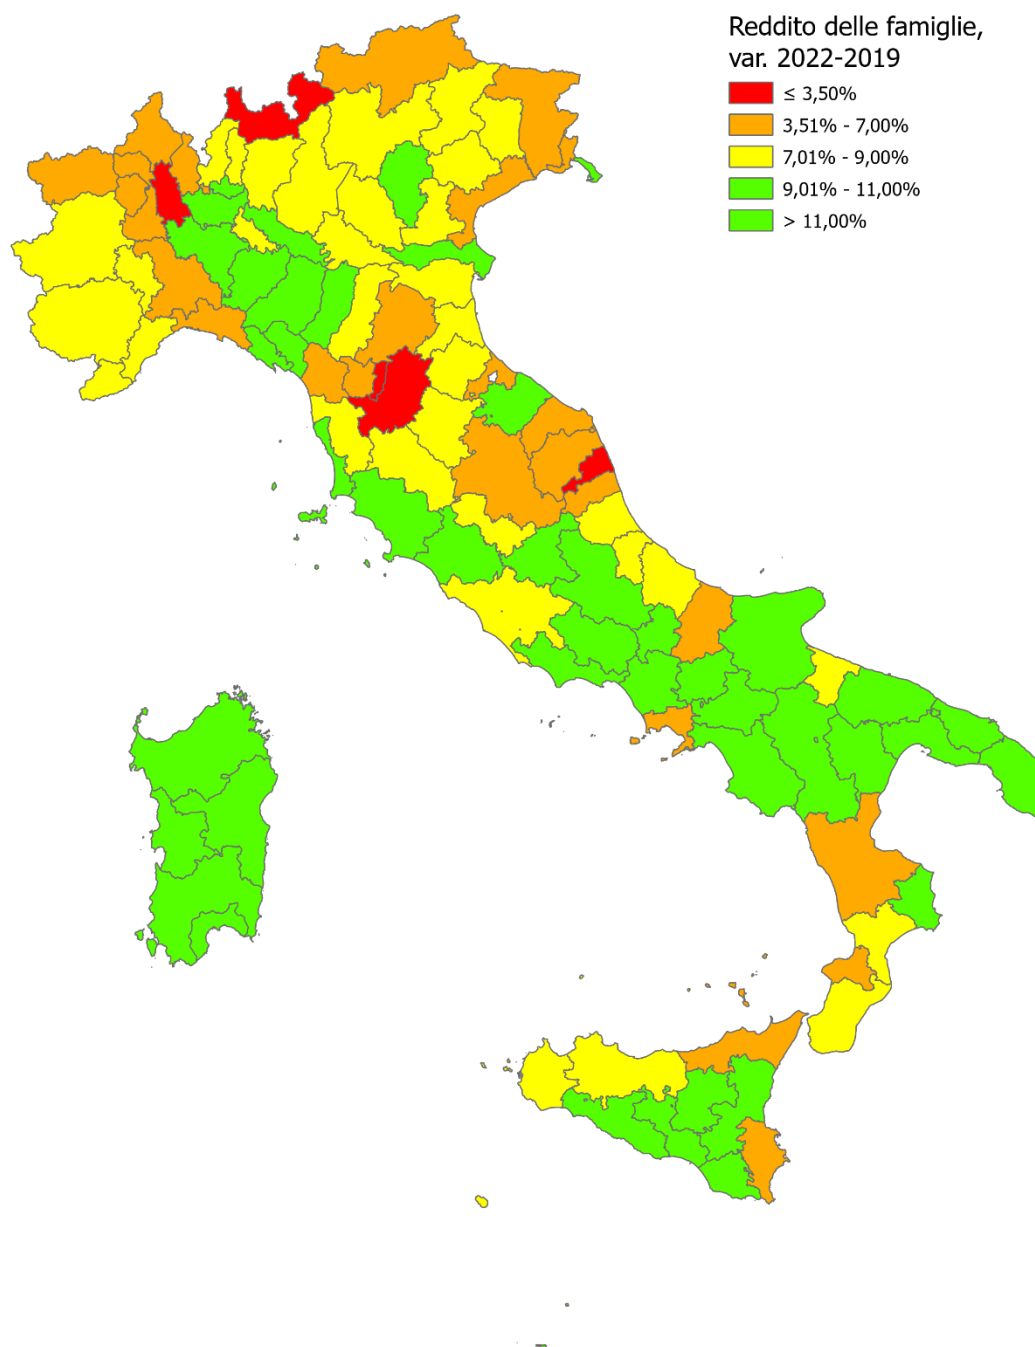 Reddito delle famiglie,
var. 2022-2019
≤ 3,50%
3,51% - 7,00%
7,01% - 9,00%
9,01% - 11,00%
> 11,00%